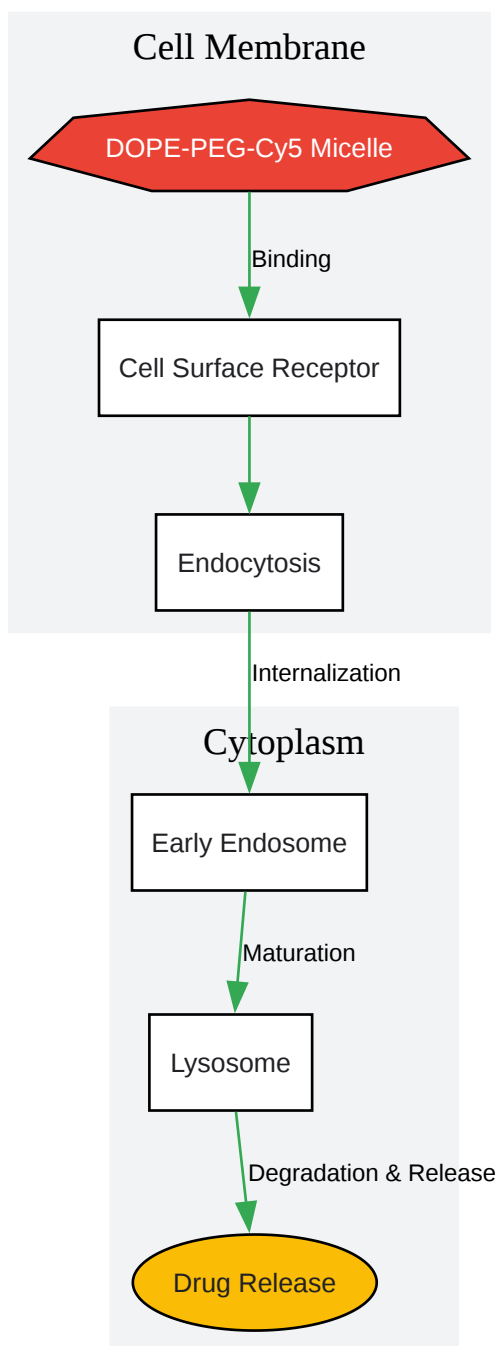 Cell Membrane
DOPE-PEG-Cy5 Micelle
Binding
Cell Surface Receptor
Endocytosis
Internalization
Cytoplasm
Early Endosome
Maturation
Lysosome
Degradation & Release
Drug Release